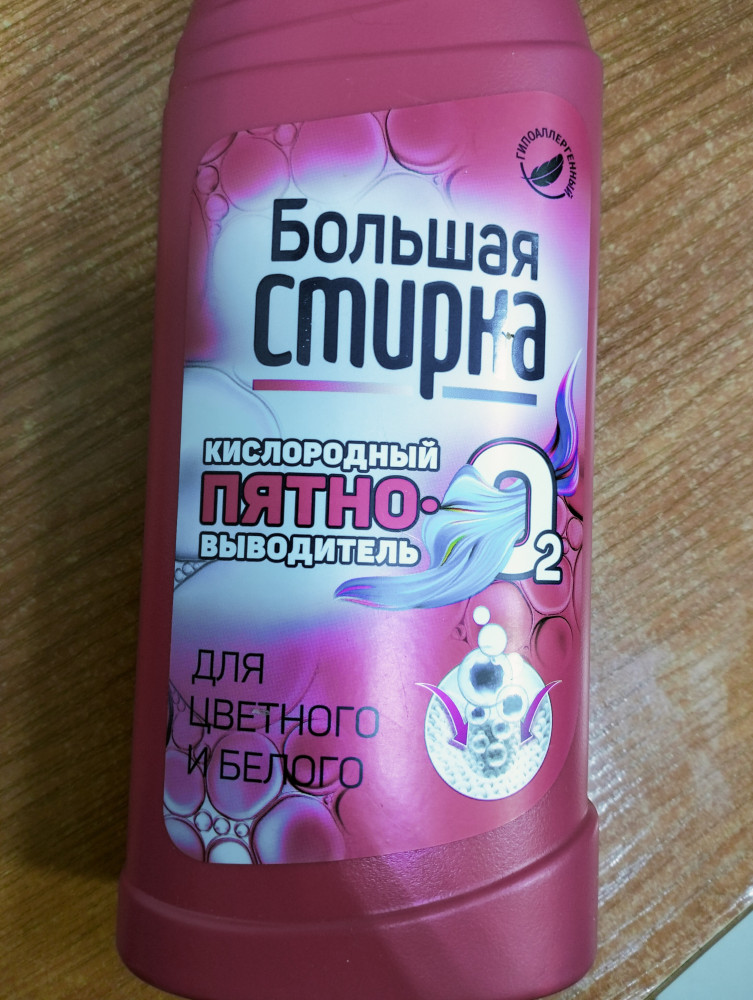 ГИПОАЛЛЕРГЕННЫЙ
Большая
Стирка
КИСЛОРОДНЫЙ
ПЯТНО-
ВЫВОДИТЕЛЬ
O2
ДЛЯ
ЦВЕТНОГО
И БЕЛОГО